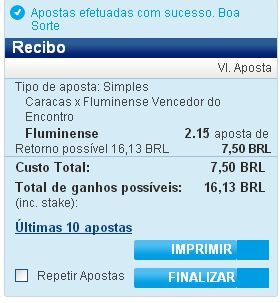 Apostas efetuadas com sucesso. Boa
Sorte
Recibo
Vl. Aposta
Tipo de aposta: Simples
Caracas x Fluminense Vencedor do
Encontro
Fluminense 2.15 aposta de
Retorno possível 16,13 BRL 7,50 BRL
Custo Total: 7,50 BRL
Total de ganhos possíveis: 16,13 BRL
(inc. stake):
Últimas 10 apostas
IMPRIMIR
Repetir Apostas FINALIZAR